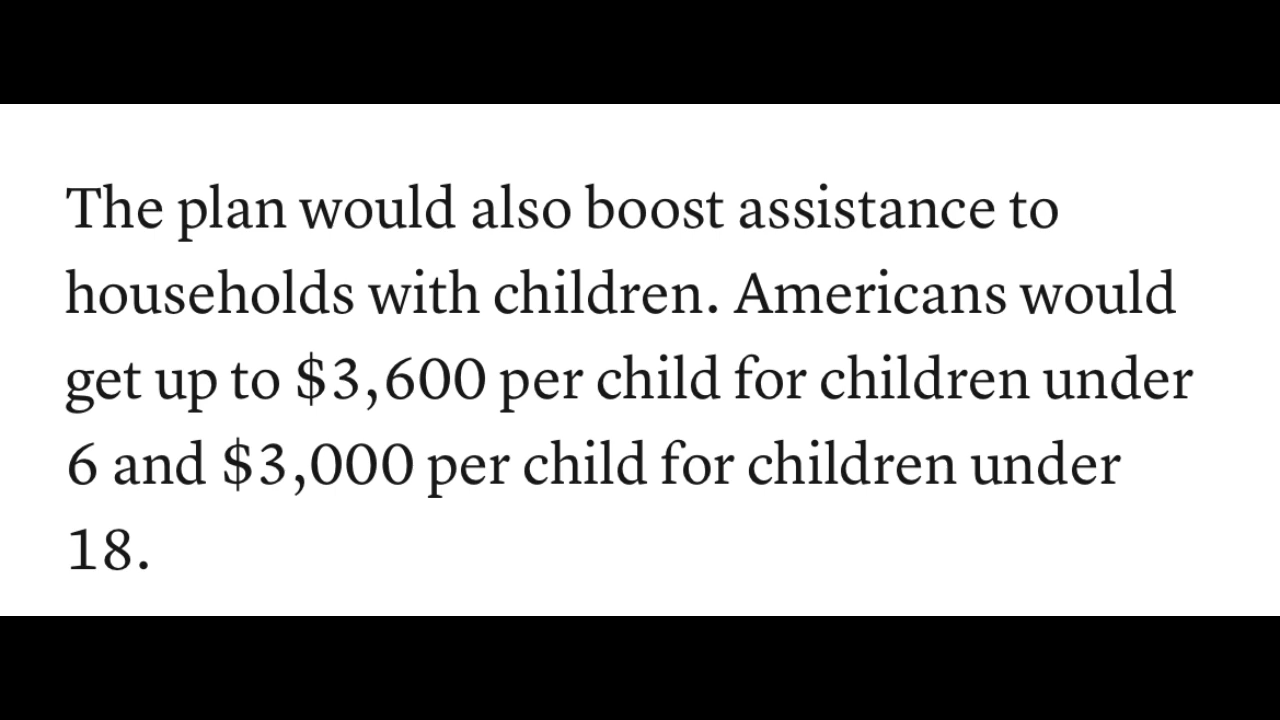 The plan would also boost assistance to
households with children. Americans would
get up to $3,600 per child for children under
6 and $3,000 per child for children under
18.